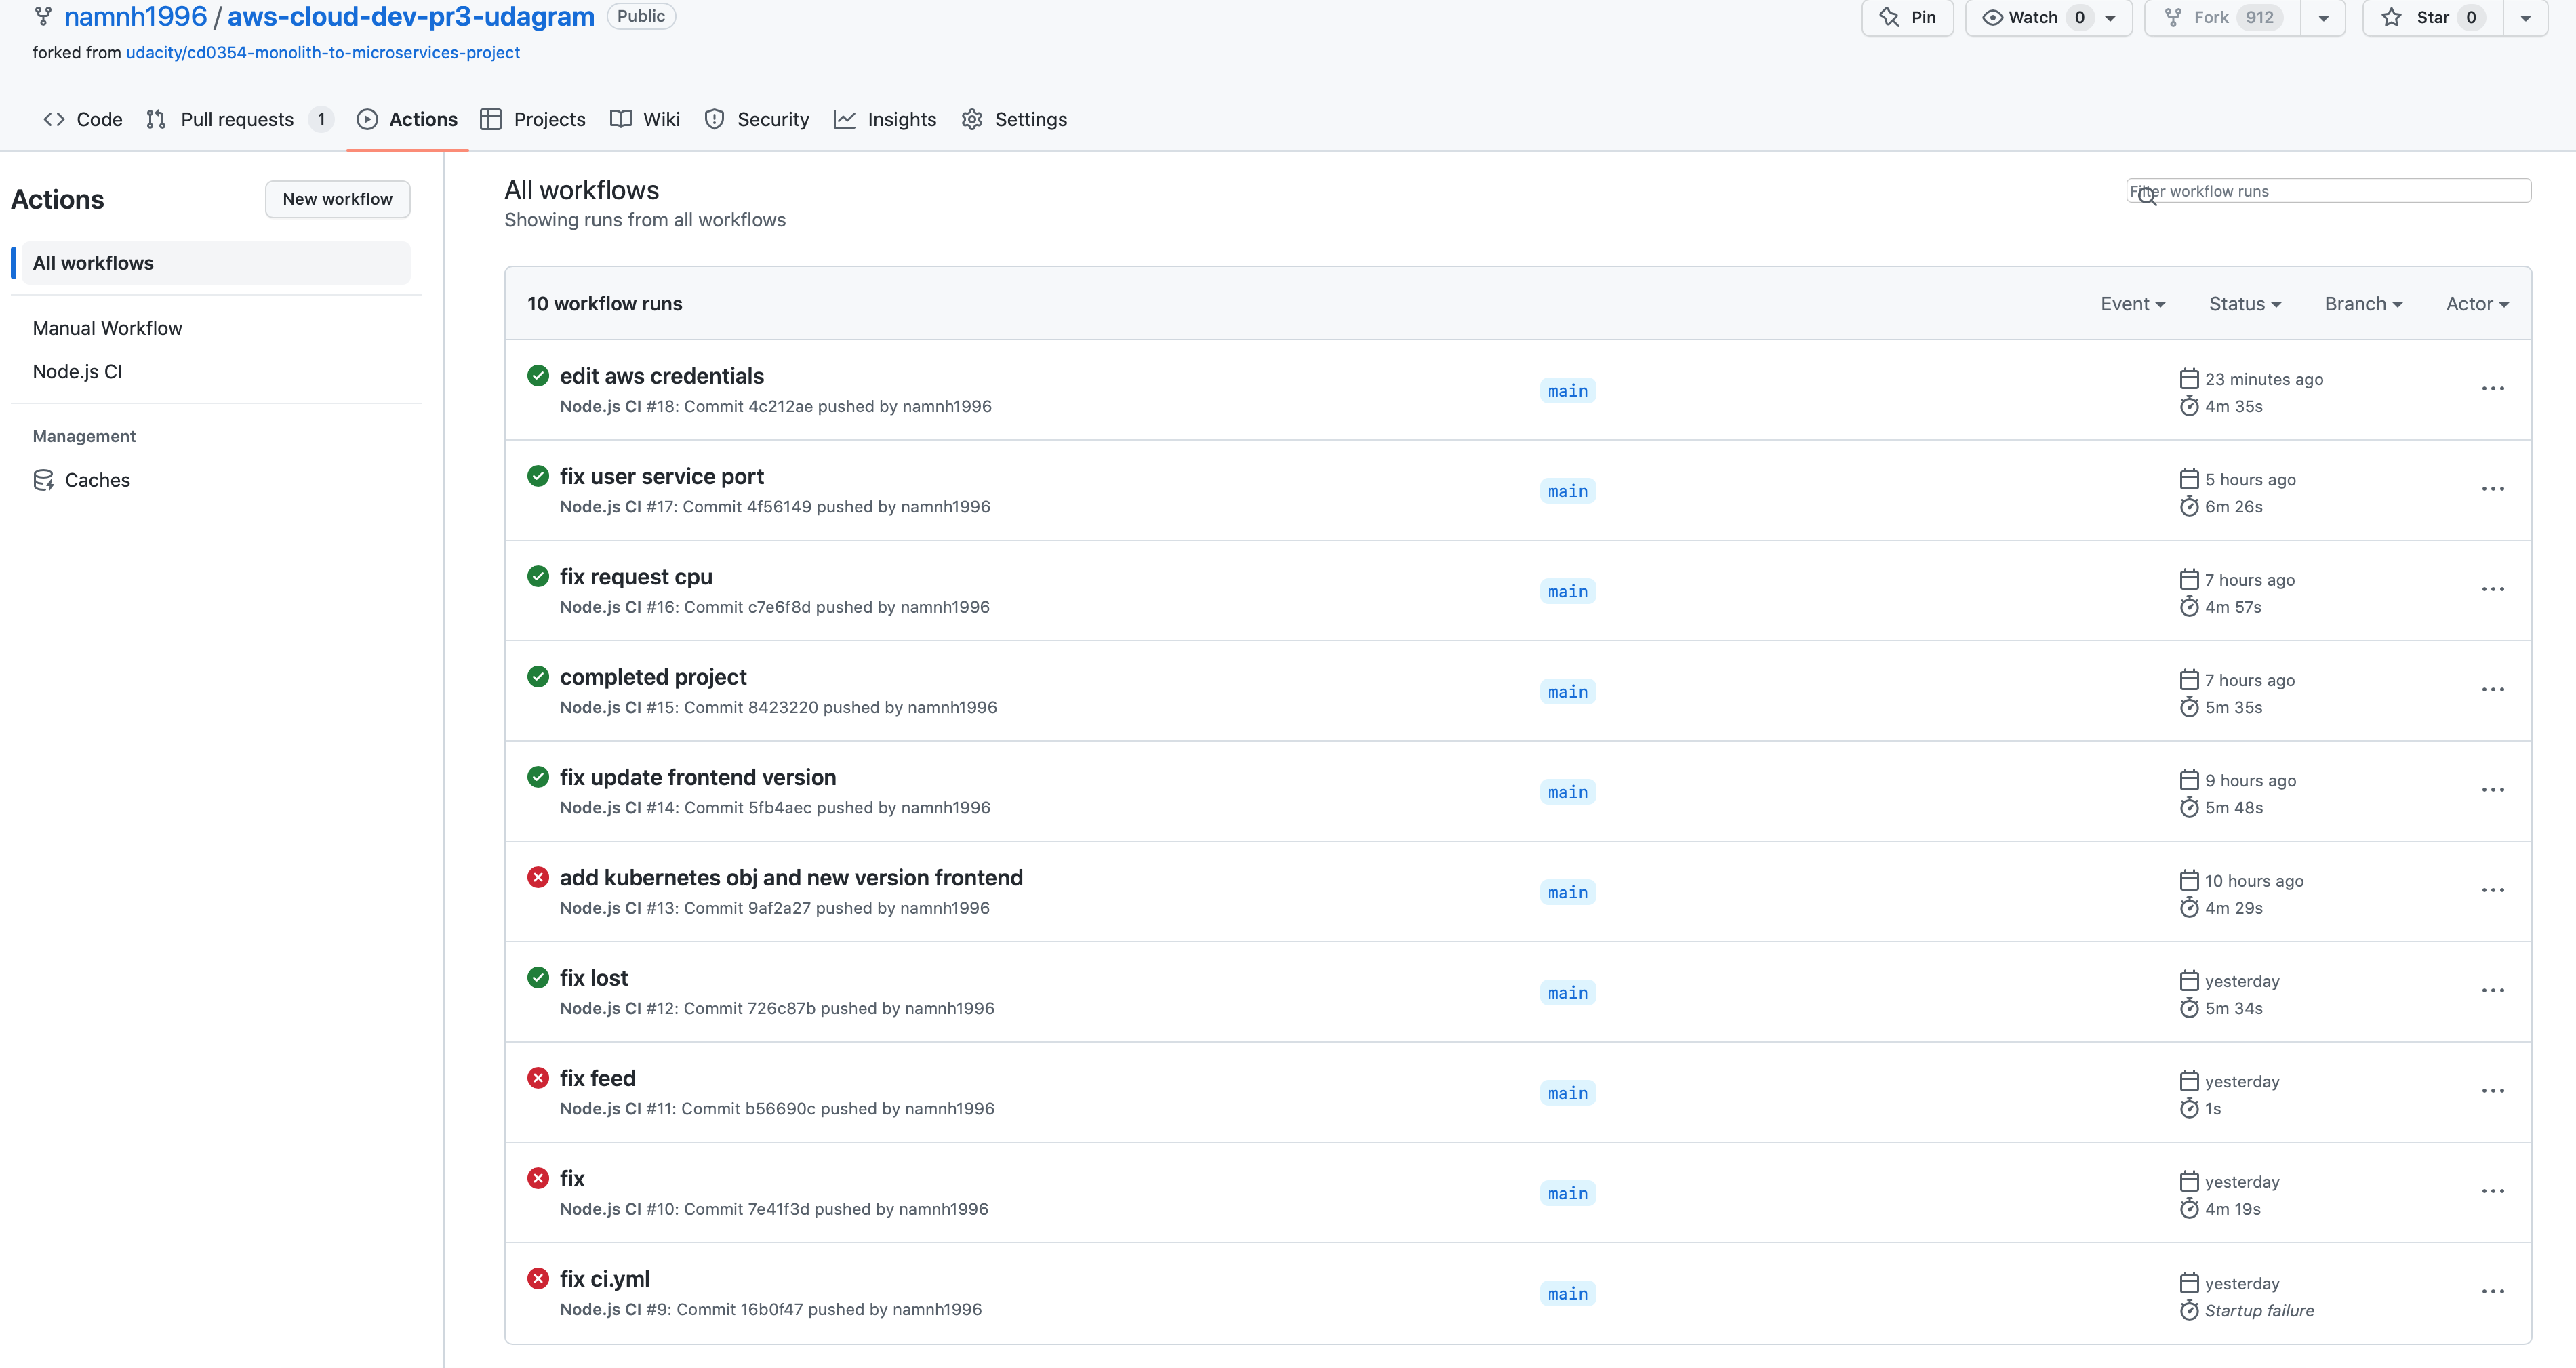 namnh1996 / aws-cloud-dev-pr3-udagram Public
Pin Watch 0 Fork 912 Star 0
forked from udacity/cd0354-monolith-to-microservices-project
Code Pull requests 1 Actions Projects Wiki Security Insights Settings
Actions
New workflow
All workflows
Manual Workflow
Node.js CI
Management
Caches
All workflows
Showing runs from all workflows
Filter workflow runs
10 workflow runs
Event Status Branch Actor
edit aws credentials
Node.js CI #18: Commit 4c212ae pushed by namnh1996
main
23 minutes ago
4m 35s
fix user service port
Node.js CI #17: Commit 4f56149 pushed by namnh1996
main
5 hours ago
6m 26s
fix request cpu
Node.js CI #16: Commit c7e6f8d pushed by namnh1996
main
7 hours ago
4m 57s
completed project
Node.js CI #15: Commit 8423220 pushed by namnh1996
main
7 hours ago
5m 35s
fix update frontend version
Node.js CI #14: Commit 5fb4aec pushed by namnh1996
main
9 hours ago
5m 48s
add kubernetes obj and new version frontend
Node.js CI #13: Commit 9af2a27 pushed by namnh1996
main
10 hours ago
4m 29s
fix lost
Node.js CI #12: Commit 726c87b pushed by namnh1996
main
yesterday
5m 34s
fix feed
Node.js CI #11: Commit b56690c pushed by namnh1996
main
yesterday
1s
fix
Node.js CI #10: Commit 7e41f3d pushed by namnh1996
main
yesterday
4m 19s
fix ci.yml
Node.js CI #9: Commit 16b0f47 pushed by namnh1996
main
yesterday
Startup failure